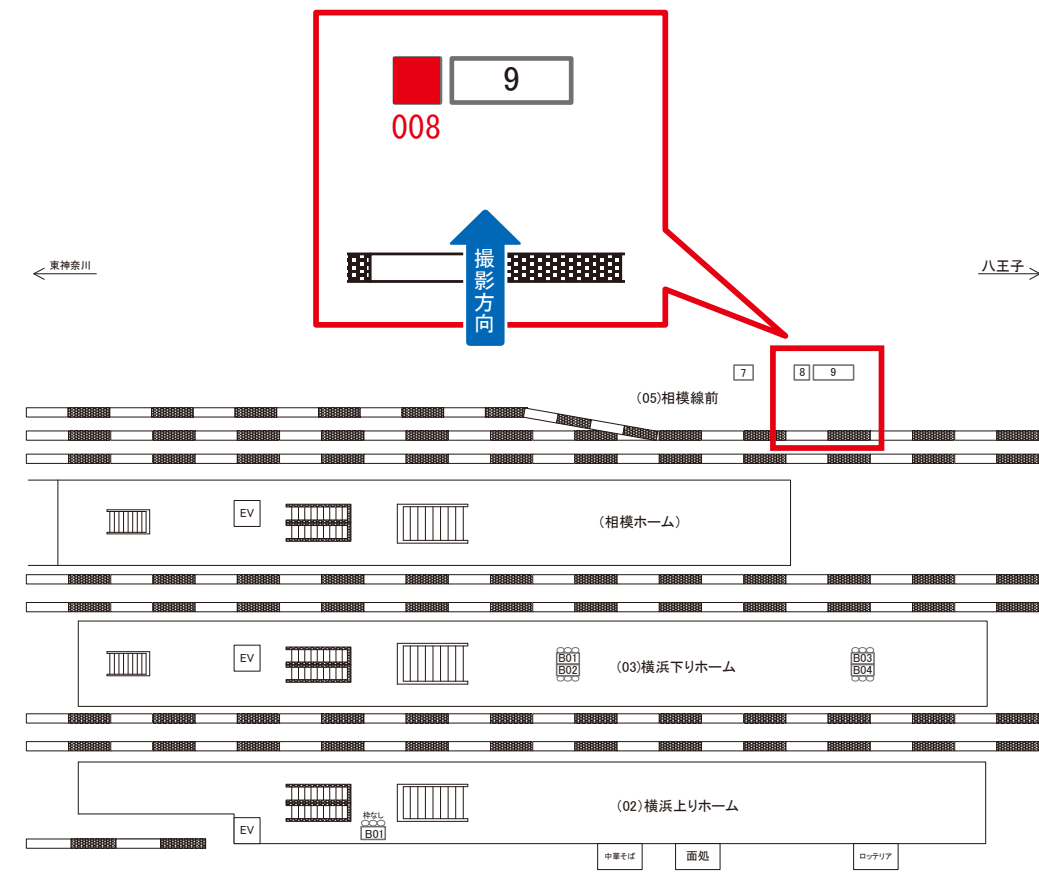 9
008
撮影方向
東神奈川
八王子
7
8
9
(05)相模線前
EV
(相模ホーム)
EV
B01
B02
(03)横浜下りホーム
B03
B04
(02)横浜上りホーム
枠なし
B01
EV
中華そば
面処
ロッテリア